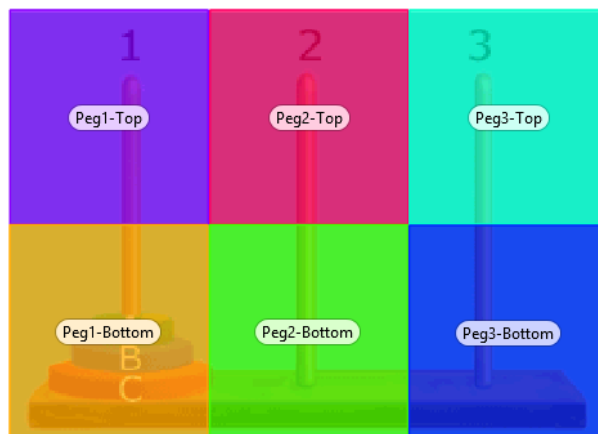 1 2 3
Peg1-Top Peg2-Top Peg3-Top
Peg1-Bottom Peg2-Bottom Peg3-Bottom
B
C